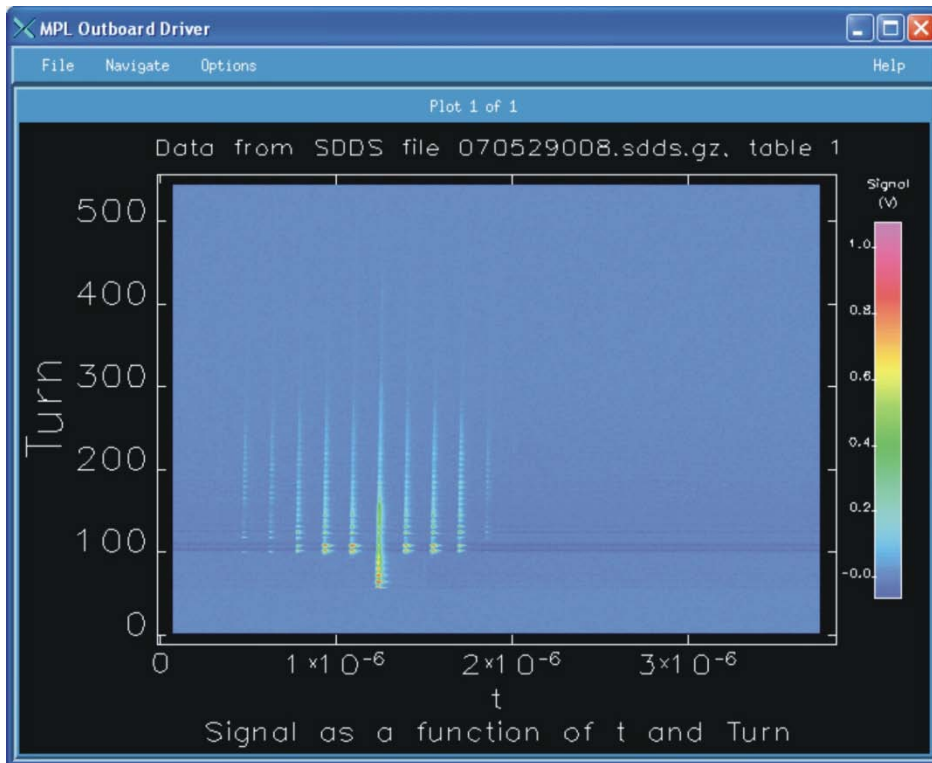 MPL Outboard Driver
File Navigate Options Help
Plot 1 of 1
Data from SDDS file 070529008.sdds.gz, table 1
Signal
(V)
1.0
0.8
0.6
0.4
0.2
-0.0
Turn
500
400
300
200
100
0
0 1×10⁻⁶ 2×10⁻⁶ 3×10⁻⁶
t
Signal as a function of t and Turn